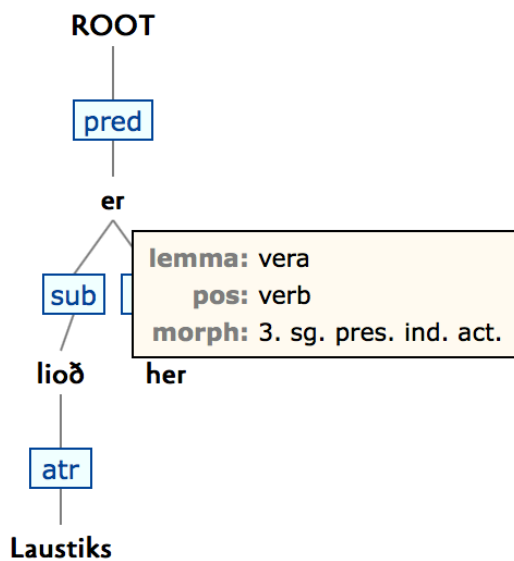 ROOT
pred
er
lemma: vera
pos: verb
morph: 3. sg. pres. ind. act.
sub
lioð
her
atr
Laustiks